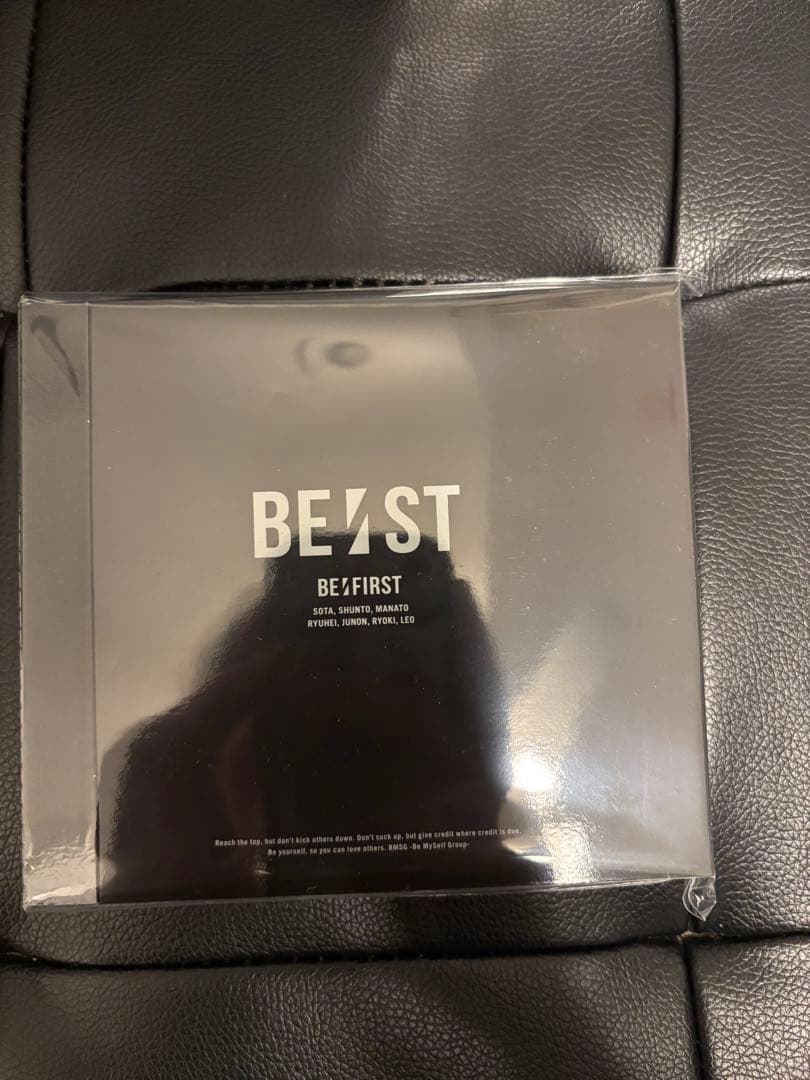 BE:ST
BE:FIRST
SOTA, SHUNTO, MANATO
RYUHEI, JUNON, RYOKI, LEO
Reach the top, but don't kick others down. Don't suck up, but give credit where credit is due.
Be yourself, so you can love others. BMSG -Be MySelf Group-